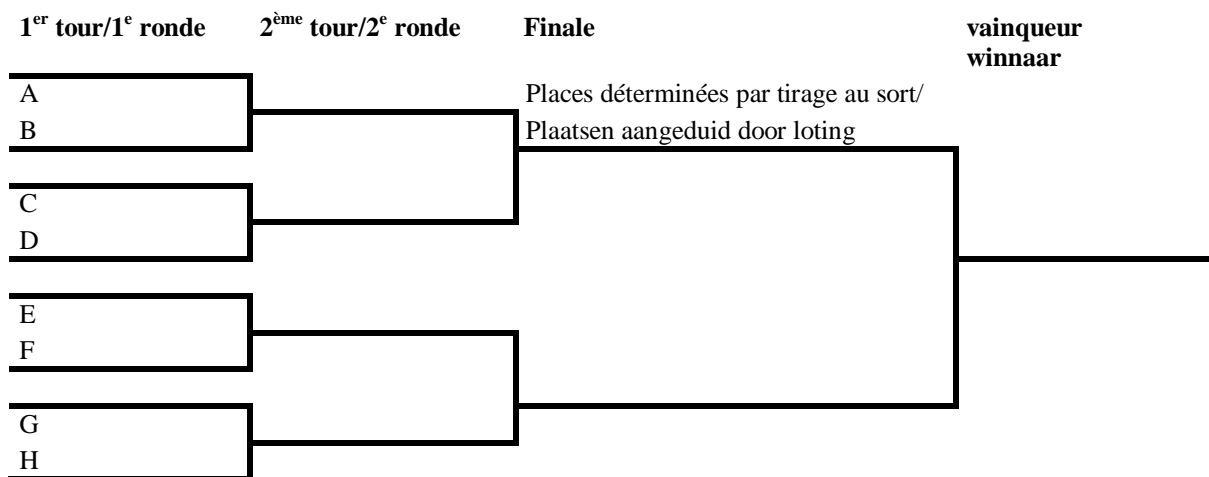 1er tour/1e ronde 2ème tour/2e ronde Finale vainqueur
winnaar
A Places déterminées par tirage au sort/
B Plaatsen aangeduid door loting
C
D
E
F
G
H